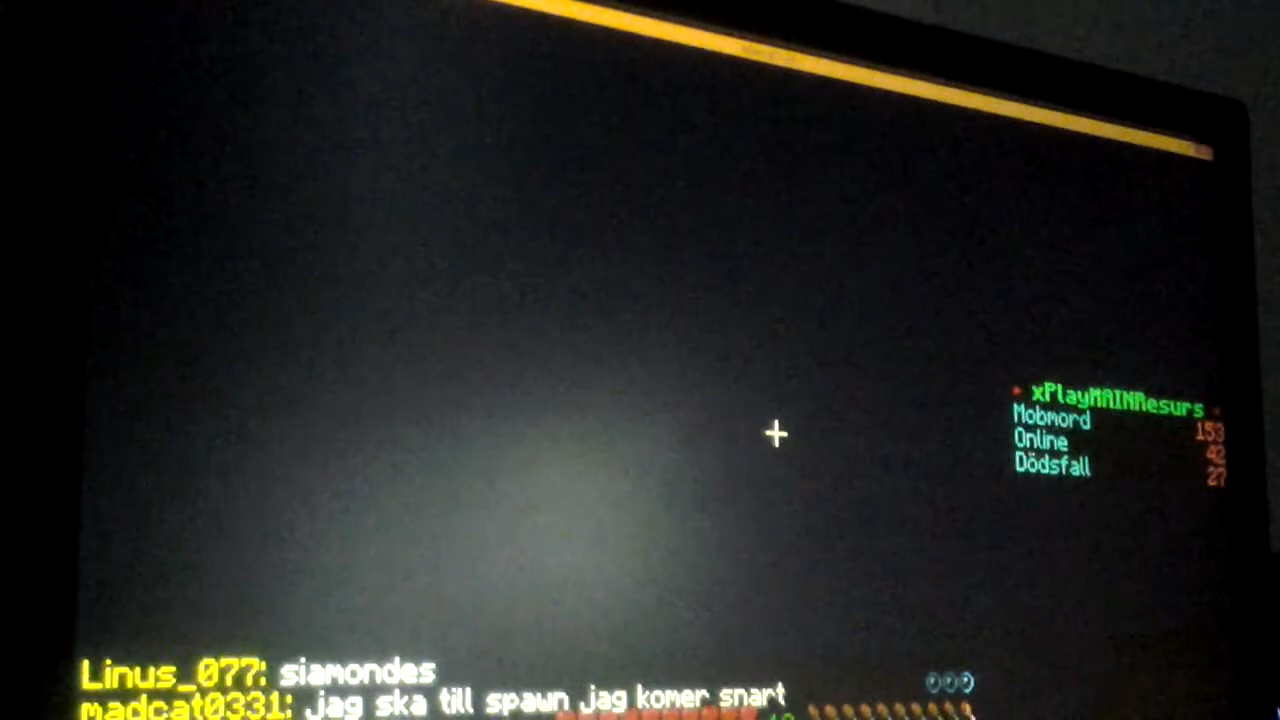 xPlayMAINResurs
Mobmord 153
Online 42
Dödsfall 27
Linus_077: siamondes
madcat0331: jag ska till spawn jag komer snart